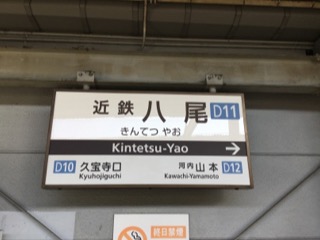 近鉄八尾 D11
きんてつ やお
Kintetsu-Yao
D10 久宝寺口 河内山本 D12
Kyuhojiguchi Kawachi-Yamamoto
終日禁煙